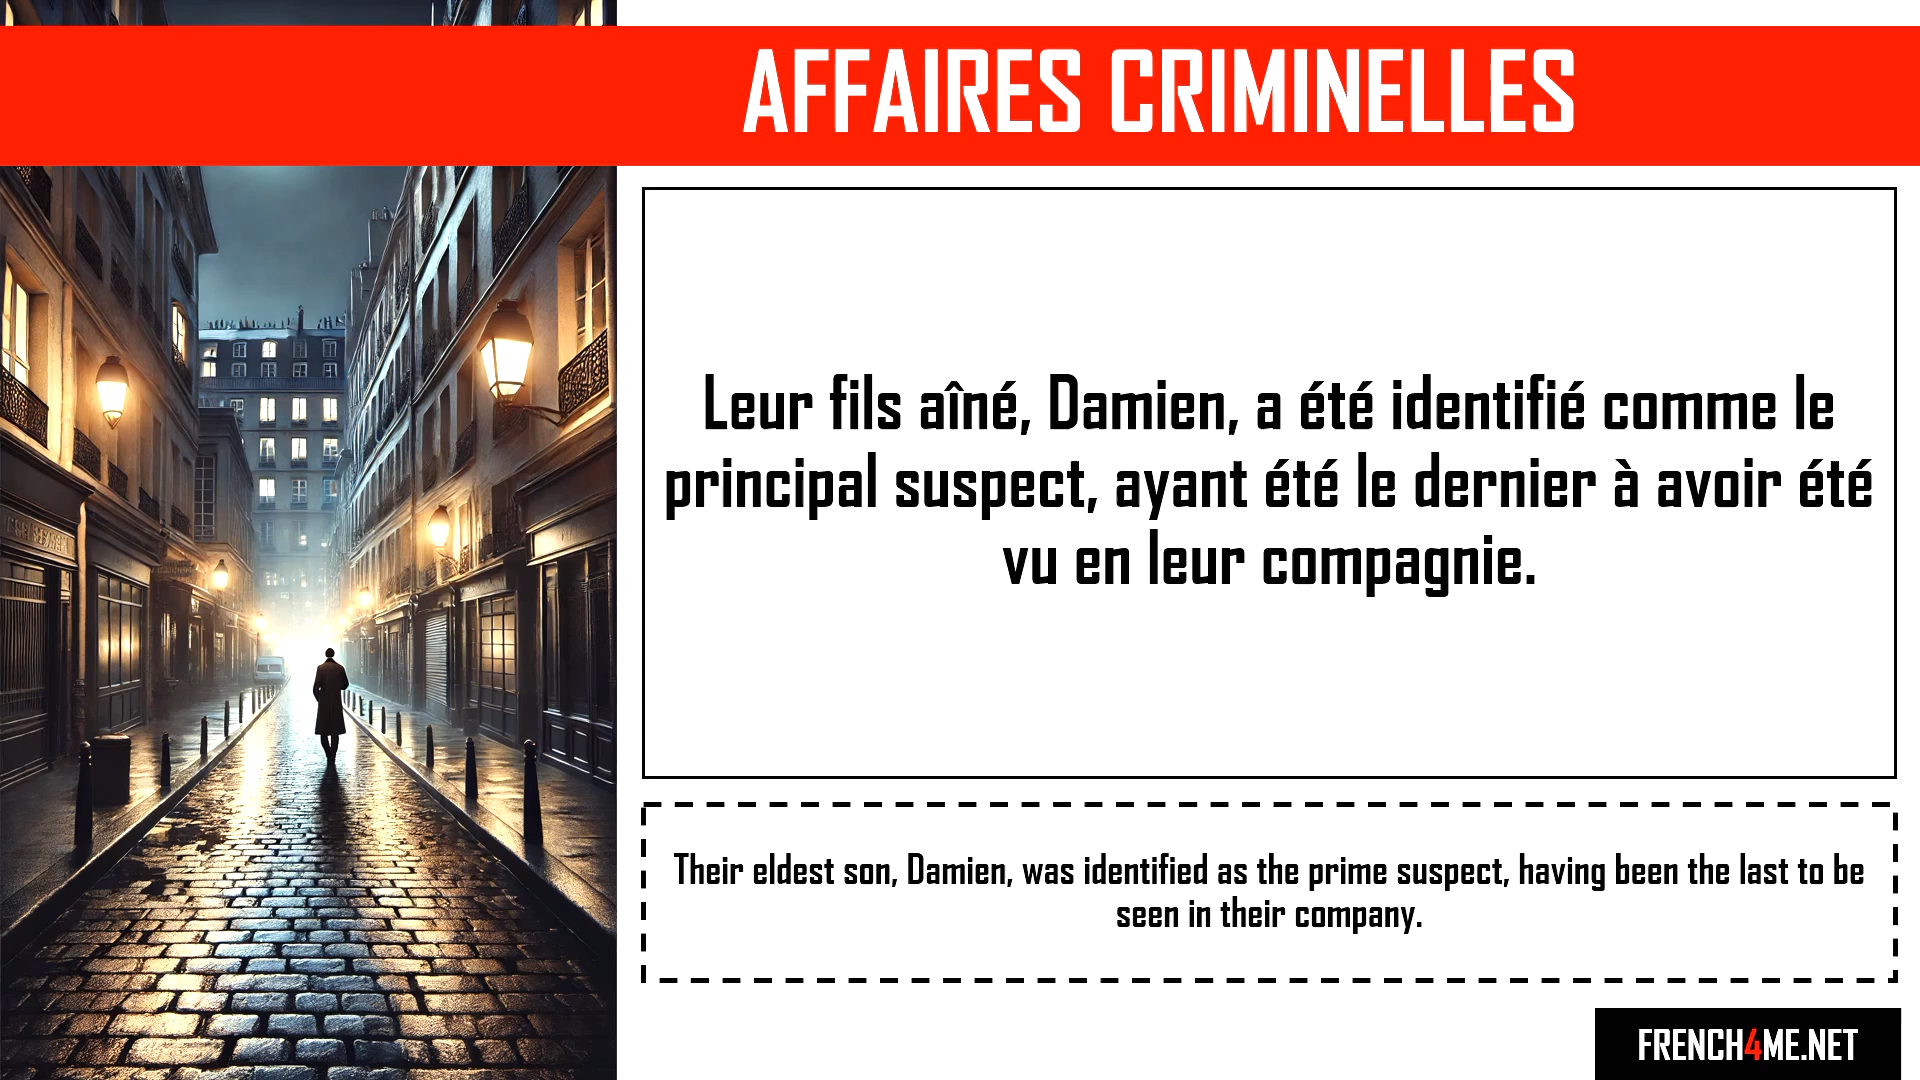 AFFAIRES CRIMINELLES
Leur fils aîné, Damien, a été identifié comme le
principal suspect, ayant été le dernier à avoir été
vu en leur compagnie.
Their eldest son, Damien, was identified as the prime suspect, having been the last to be
seen in their company.
FRENCH4ME.NET